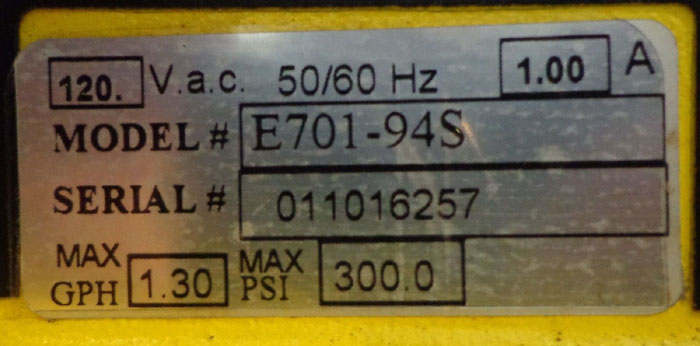 120. V.a.c. 50/60 Hz 1.00 A
MODEL # E701-94S
SERIAL # 011016257
MAX GPH 1.30 MAX PSI 300.0